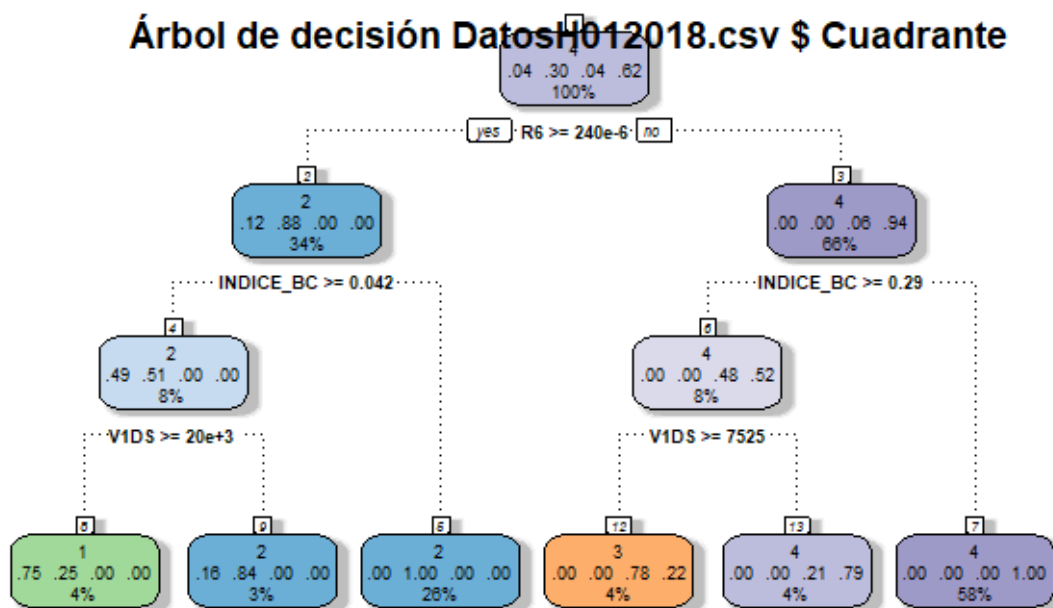 Árbol de decisión DatosH012018.csv $ Cuadrante
1
4
.04 .30 .04 .62
100%
yes R6 >= 240e-6 no
2
3
2
4
.12 .88 .00 .00
.00 .00 .06 .94
34%
66%
INDICE_BC >= 0.042
INDICE_BC >= 0.29
4
6
2
4
.49 .51 .00 .00
.00 .00 .48 .52
8%
8%
V1DS >= 20e+3
V1DS >= 7525
8
9
5
12
13
7
1
2
2
3
4
4
.75 .25 .00 .00
.16 .84 .00 .00
.00 1.00 .00 .00
.00 .00 .78 .22
.00 .00 .21 .79
.00 .00 .00 1.00
4%
3%
26%
4%
4%
58%